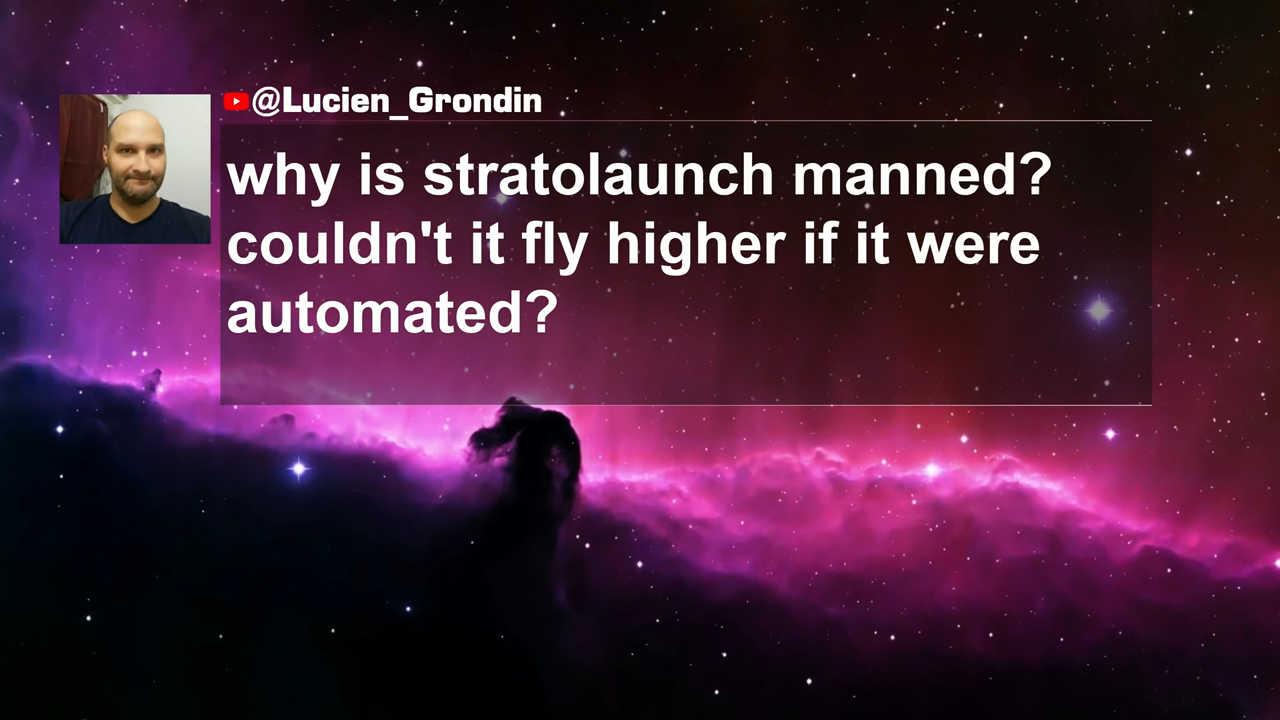 @Lucien_Grondin
why is stratolaunch manned?
couldn't it fly higher if it were
automated?